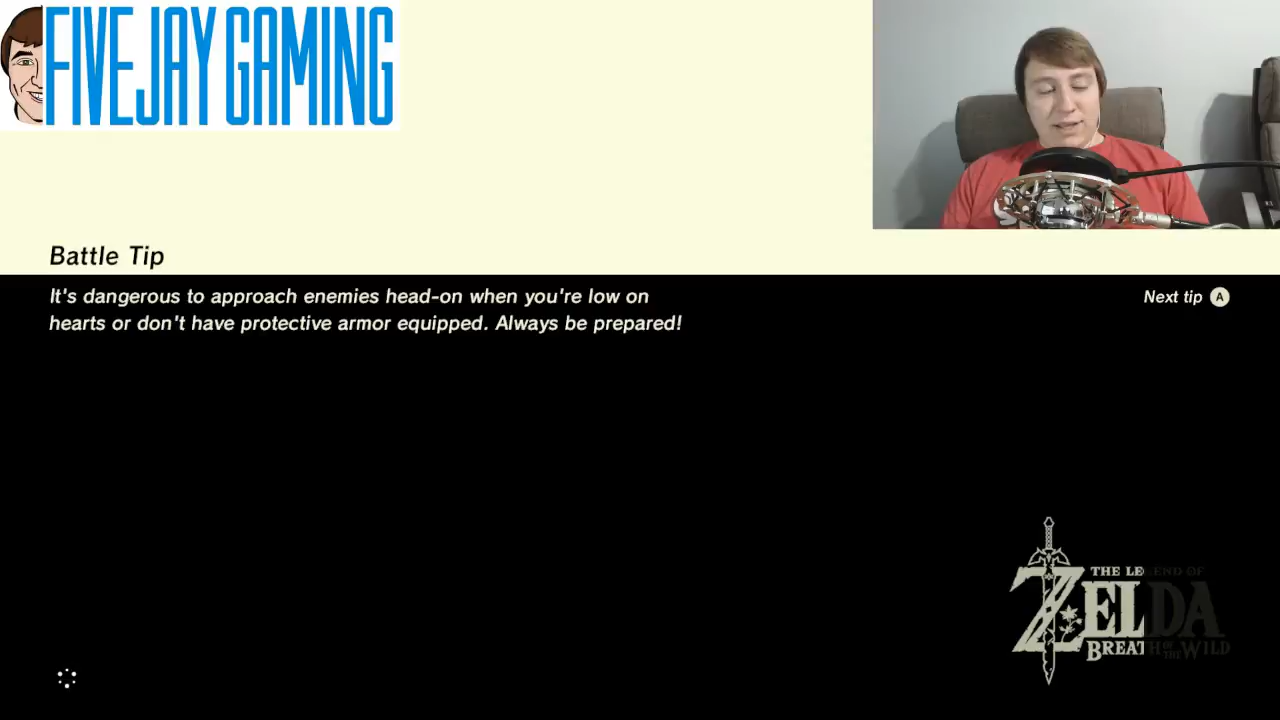 FIVEJAY GAMING
Battle Tip
It's dangerous to approach enemies head-on when you're low on
hearts or don't have protective armor equipped. Always be prepared!
Next tip A
THE LEGEND OF
ZELDA
BREATH OF THE WILD